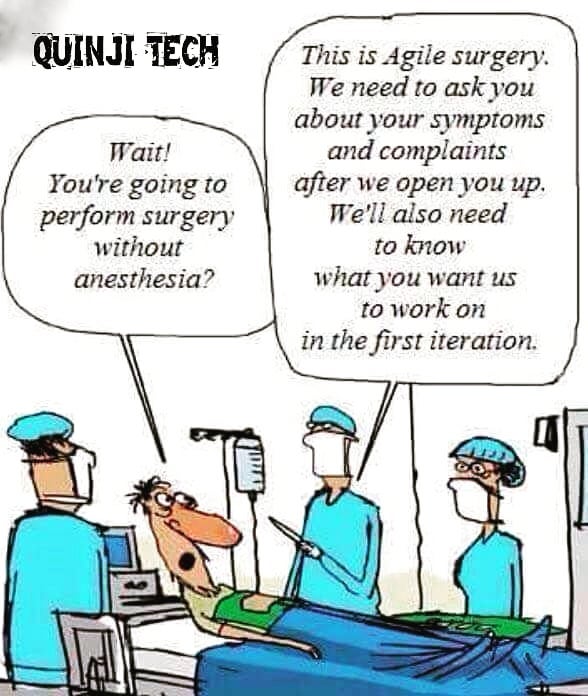 QUINJI TECH
Wait!
You're going to
perform surgery
without
anesthesia?
This is Agile surgery.
We need to ask you
about your symptoms
and complaints
after we open you up.
We'll also need
to know
what you want us
to work on
in the first iteration.